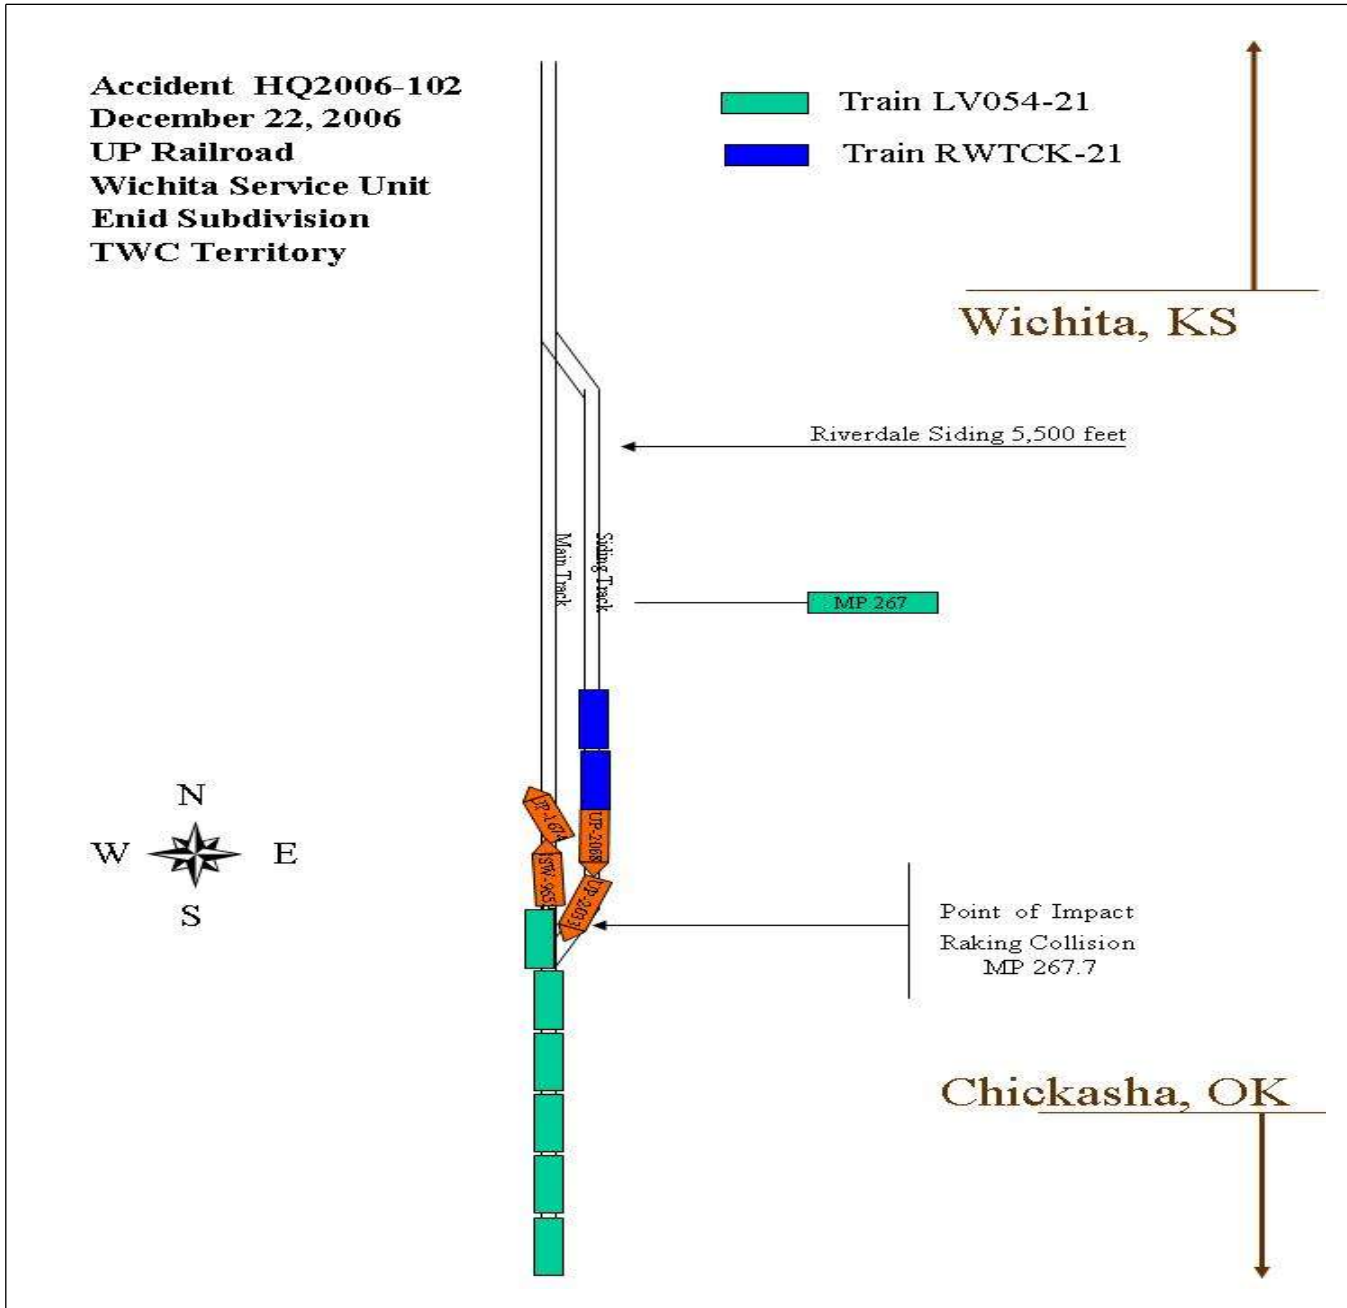 Accident HQ2006-102
December 22, 2006
UP Railroad
Wichita Service Unit
Enid Subdivision
TWC Territory
Train LV054-21
Train RWTCK-21
Wichita, KS
Riverdale Siding 5,500 feet
Main Track
Siding Track
MP 267
N
W
E
S
UP-2068
UP-2033
Point of Impact
Raking Collision
MP 267.7
Chickasha, OK